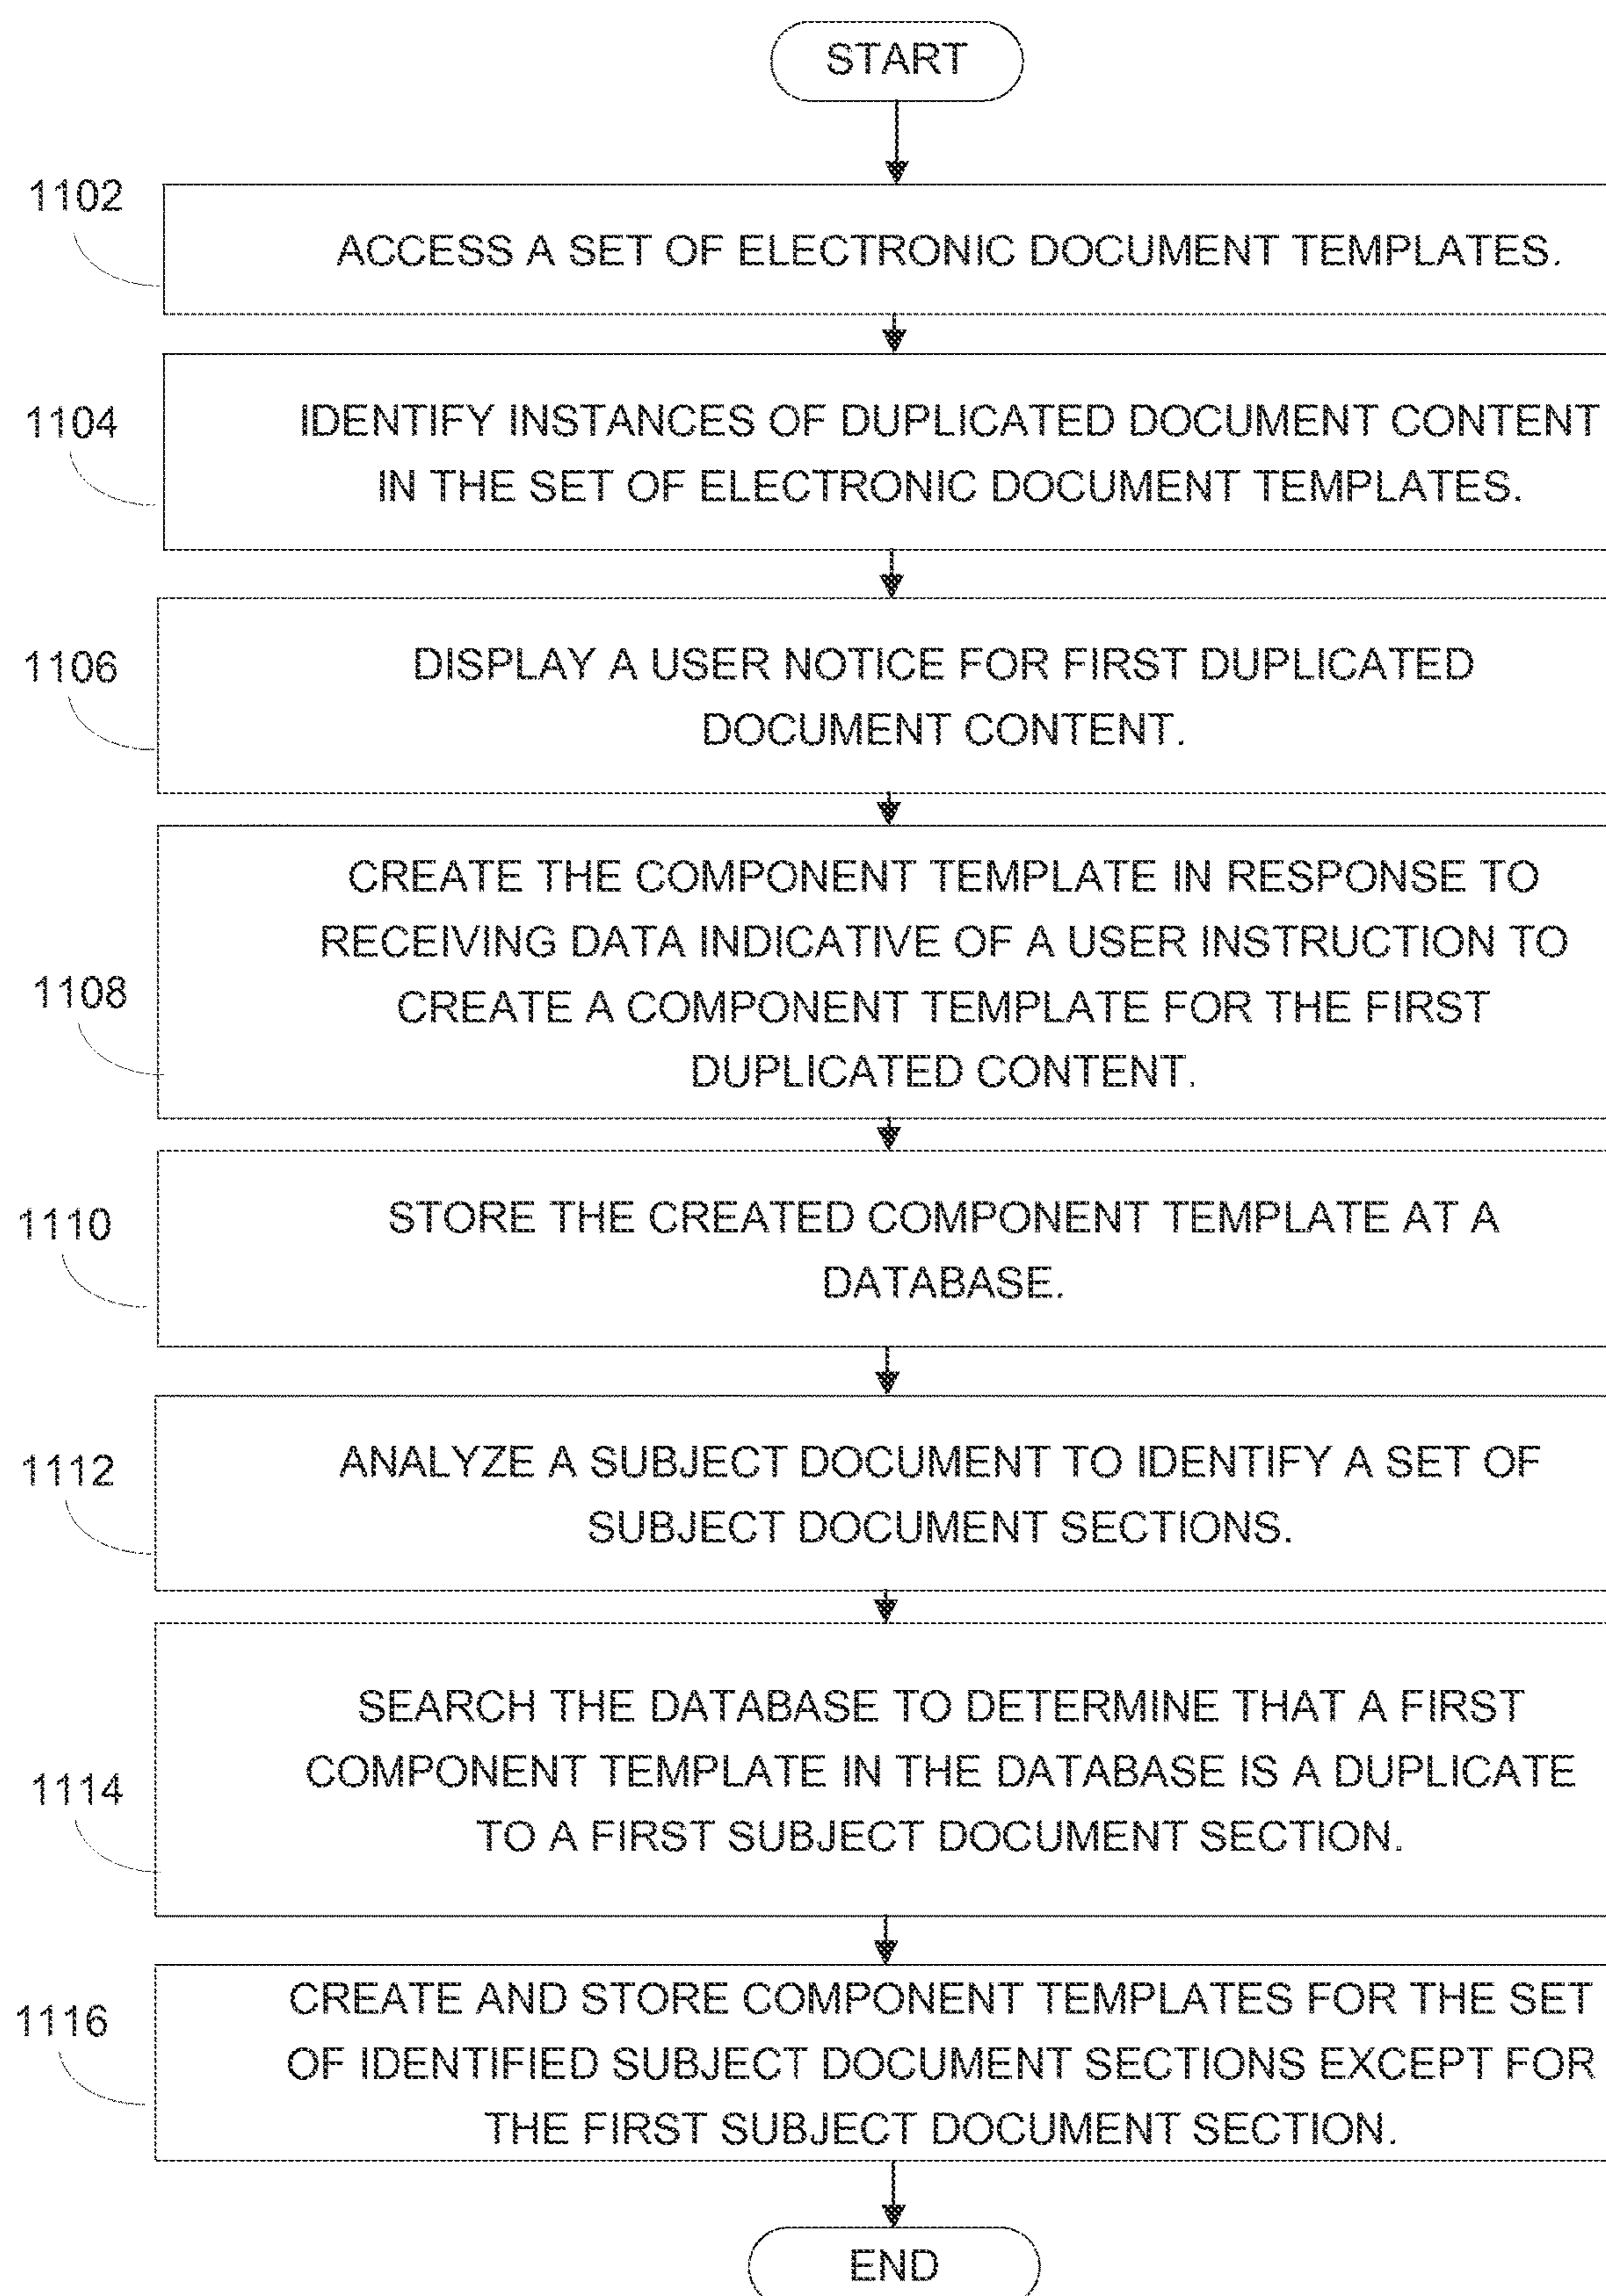 START
1102
ACCESS A SET OF ELECTRONIC DOCUMENT TEMPLATES.
1104
IDENTIFY INSTANCES OF DUPLICATED DOCUMENT CONTENT
IN THE SET OF ELECTRONIC DOCUMENT TEMPLATES.
1106
DISPLAY A USER NOTICE FOR FIRST DUPLICATED
DOCUMENT CONTENT.
1108
CREATE THE COMPONENT TEMPLATE IN RESPONSE TO
RECEIVING DATA INDICATIVE OF A USER INSTRUCTION TO
CREATE A COMPONENT TEMPLATE FOR THE FIRST
DUPLICATED CONTENT.
1110
STORE THE CREATED COMPONENT TEMPLATE AT A
DATABASE.
1112
ANALYZE A SUBJECT DOCUMENT TO IDENTIFY A SET OF
SUBJECT DOCUMENT SECTIONS.
1114
SEARCH THE DATABASE TO DETERMINE THAT A FIRST
COMPONENT TEMPLATE IN THE DATABASE IS A DUPLICATE
TO A FIRST SUBJECT DOCUMENT SECTION.
1116
CREATE AND STORE COMPONENT TEMPLATES FOR THE SET
OF IDENTIFIED SUBJECT DOCUMENT SECTIONS EXCEPT FOR
THE FIRST SUBJECT DOCUMENT SECTION.
END